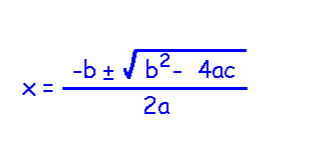 x = -b ± √b² - 4ac
2a